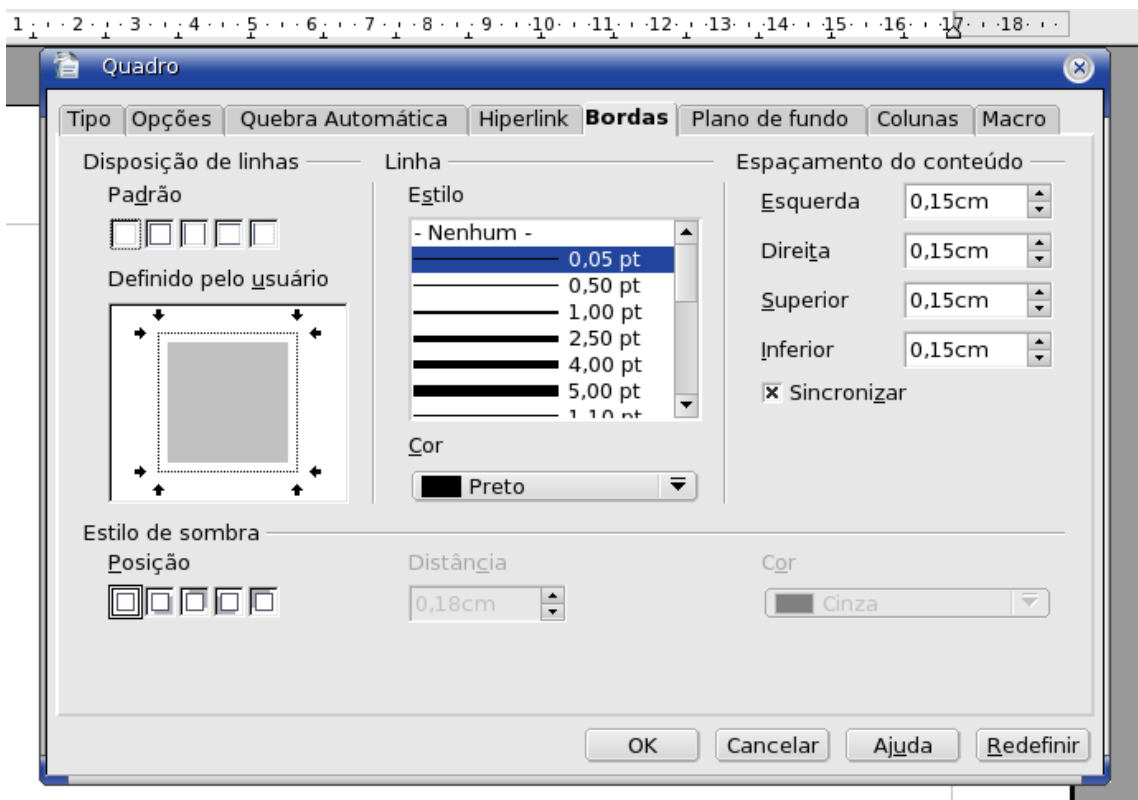 1 · 2 · 3 · 4 · 5 · 6 · 7 · 8 · 9 · 10 · 11 · 12 · 13 · 14 · 15 · 16 · 17 · 18
Quadro
Tipo Opções Quebra Automática Hiperlink Bordas Plano de fundo Colunas Macro
Disposição de linhas
Padrão
Definido pelo usuário
Linha
Estilo
- Nenhum -
0,05 pt
0,50 pt
1,00 pt
2,50 pt
4,00 pt
5,00 pt
1,10 pt
Cor
Preto
Espaçamento do conteúdo
Esquerda 0,15cm
Direita 0,15cm
Superior 0,15cm
Inferior 0,15cm
Sincronizar
Estilo de sombra
Posição
Distância
0,18cm
Cor
Cinza
OK Cancelar Ajuda Redefinir